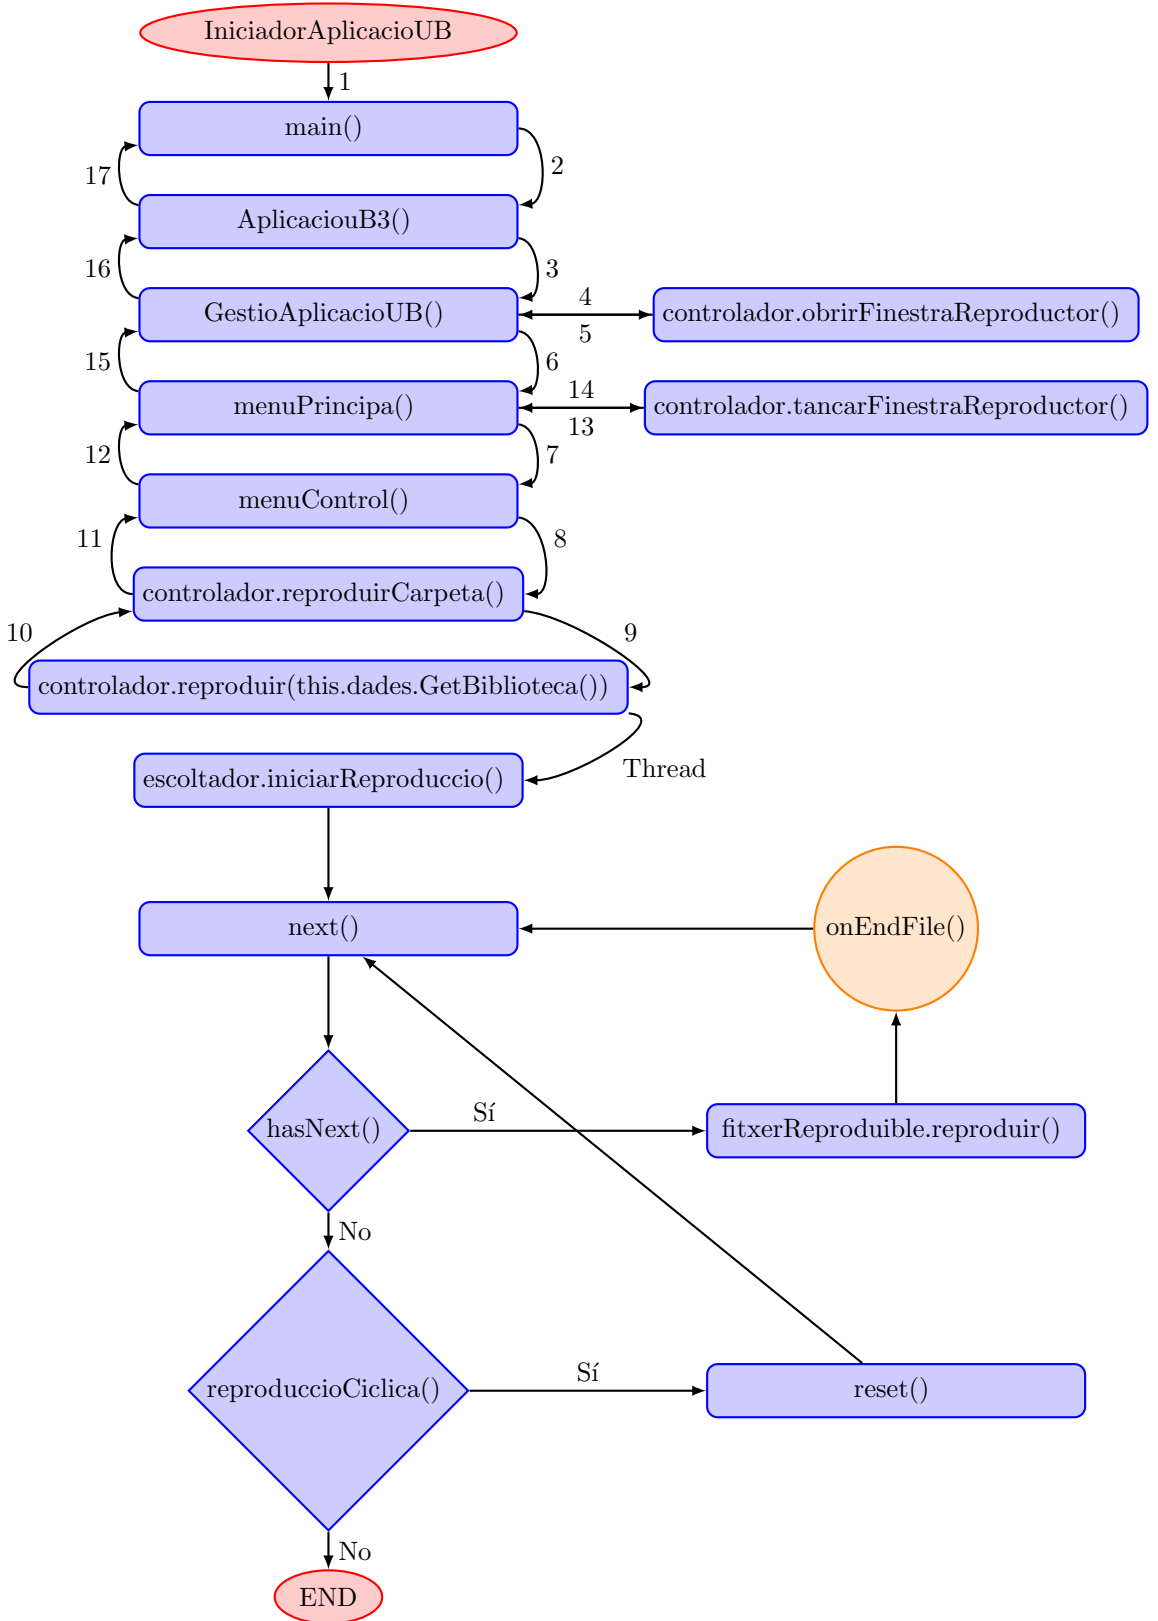 IniciadorAplicacioUB
1
main()
17
2
AplicaciouB3()
16
3
GestioAplicacioUB()
4
5
controlador.obrirFinestraReproductor()
15
6
menuPrincipa()
14
13
controlador.tancarFinestraReproductor()
12
7
menuControl()
11
8
controlador.reproduirCarpeta()
10
9
controlador.reproduir(this.dades.GetBiblioteca())
Thread
escoltador.iniciarReproduccio()
next()
onEndFile()
hasNext()
Sí
fitxerReproduible.reproduir()
No
reproduccioCiclica()
Sí
reset()
No
END